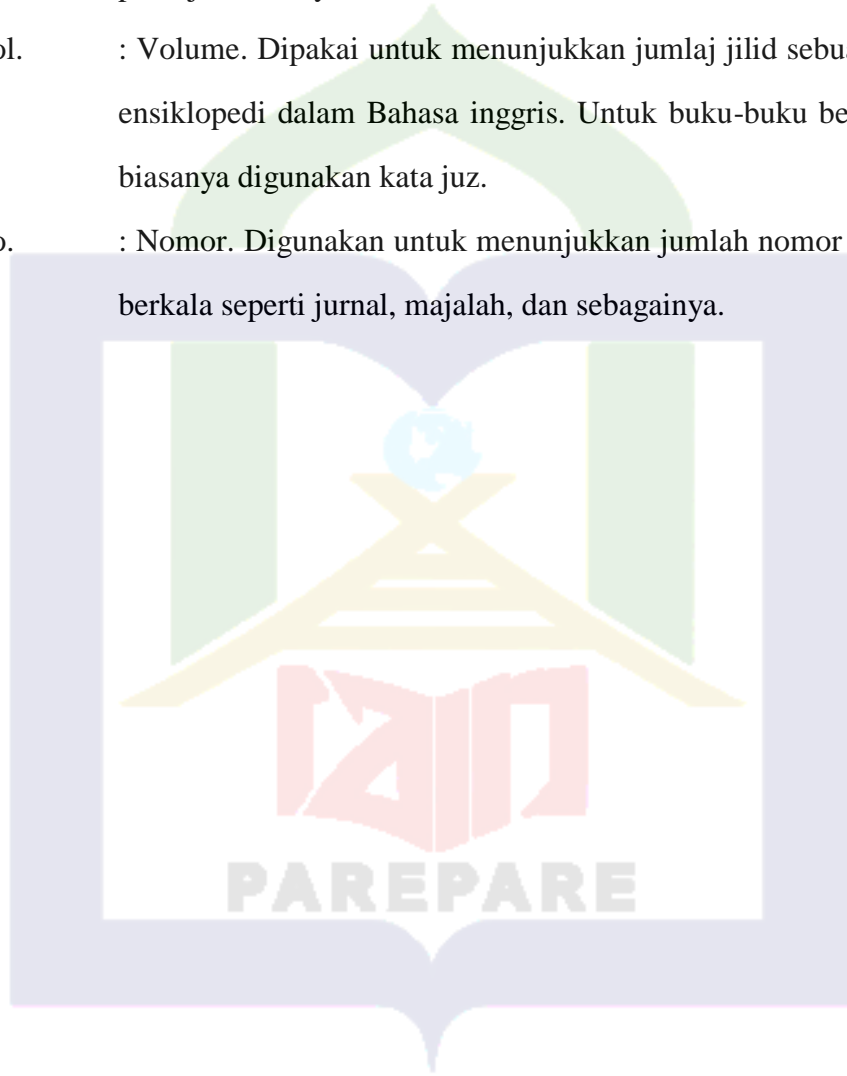 ol. : Volume. Dipakai untuk menunjukkan jumlaj jilid sebua
ensiklopedi dalam Bahasa inggris. Untuk buku-buku be
biasanya digunakan kata juz.
o. : Nomor. Digunakan untuk menunjukkan jumlah nomor
berkala seperti jurnal, majalah, dan sebagainya.
iain
PAREPARE